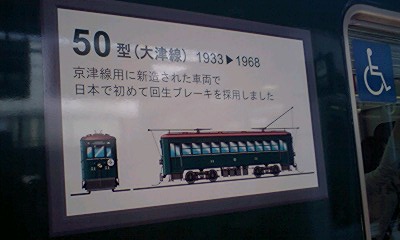 50型(大津線) 1933▶1968
京津線用に新造された車両で
日本で初めて回生ブレーキを採用しました